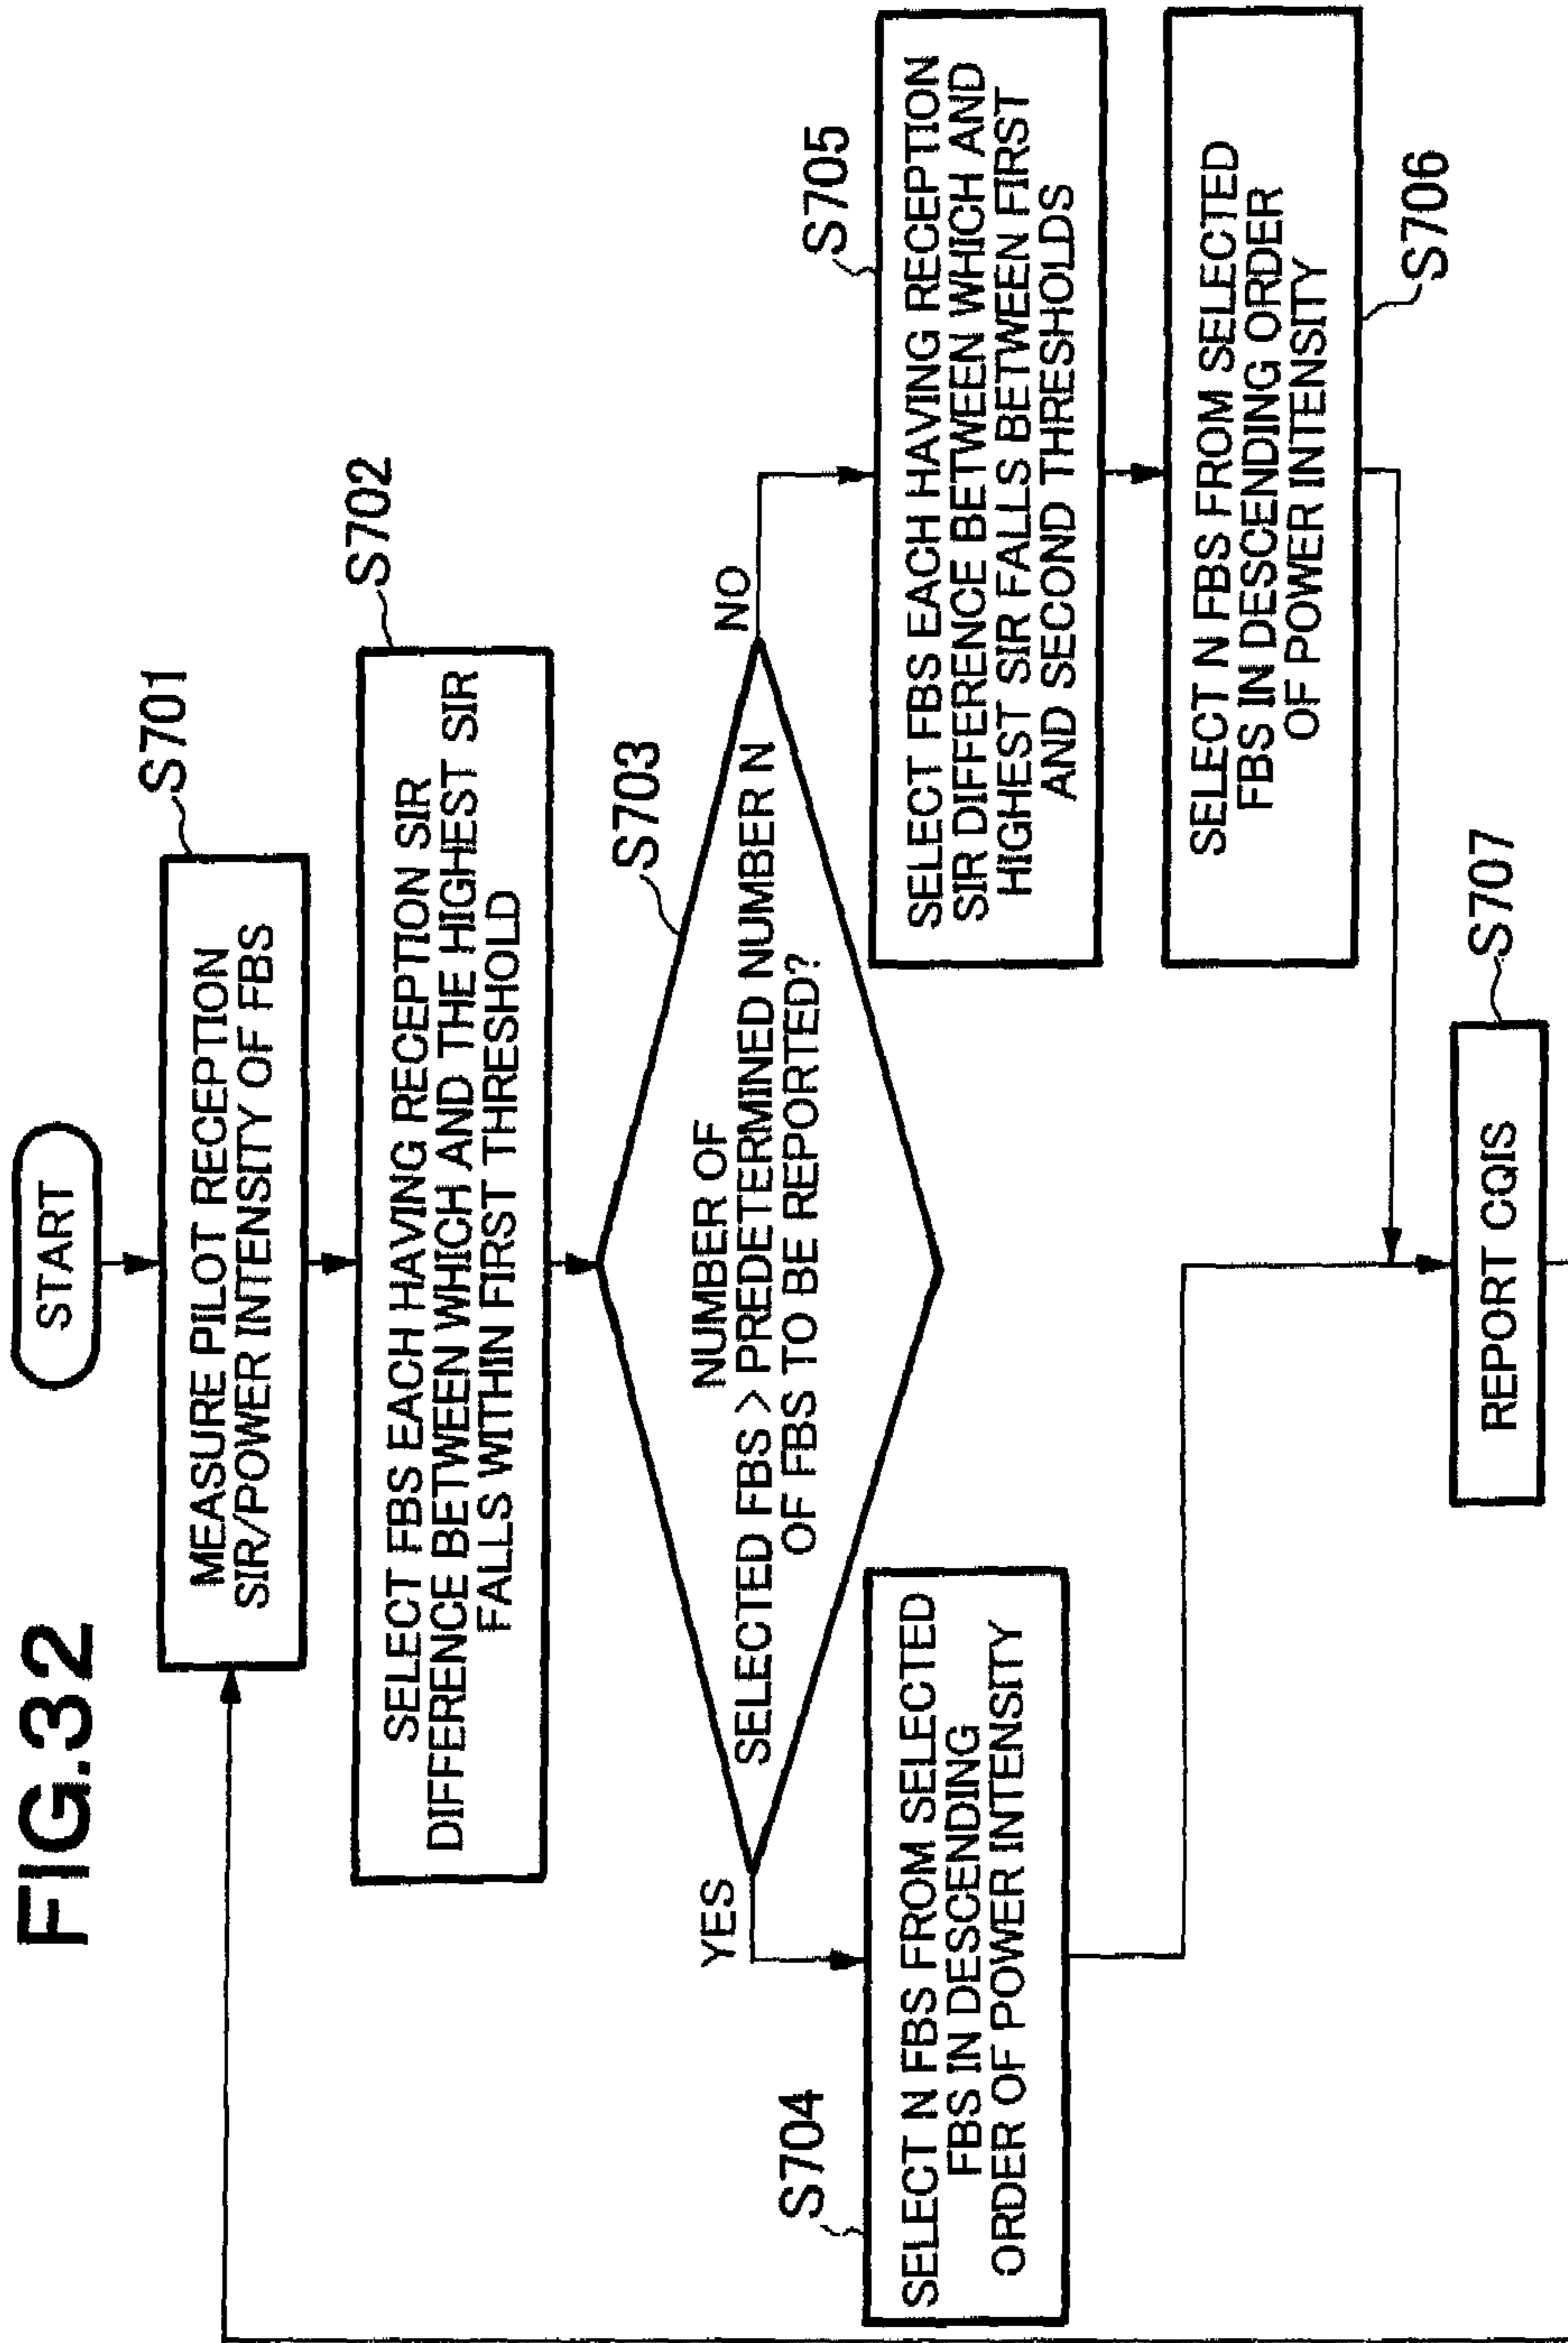 FIG.32
START
S701
MEASURE PILOT RECEPTION
SIR/POWER INTENSITY OF FBS
S702
SELECT FBS EACH HAVING RECEPTION SIR
DIFFERENCE BETWEEN WHICH AND THE HIGHEST SIR
FALLS WITHIN FIRST THRESHOLD
S703
NUMBER OF
SELECTED FBS > PREDETERMINED NUMBER N
OF FBS TO BE REPORTED?
YES
NO
S704
SELECT N FBS FROM SELECTED
FBS IN DESCENDING
ORDER OF POWER INTENSITY
S705
SELECT FBS EACH HAVING RECEPTION
SIR DIFFERENCE BETWEEN WHICH AND
HIGHEST SIR FALLS BETWEEN FIRST
AND SECOND THRESHOLDS
SELECT N FBS FROM SELECTED
FBS IN DESCENDING ORDER
OF POWER INTENSITY
S706
S707
REPORT CQIS